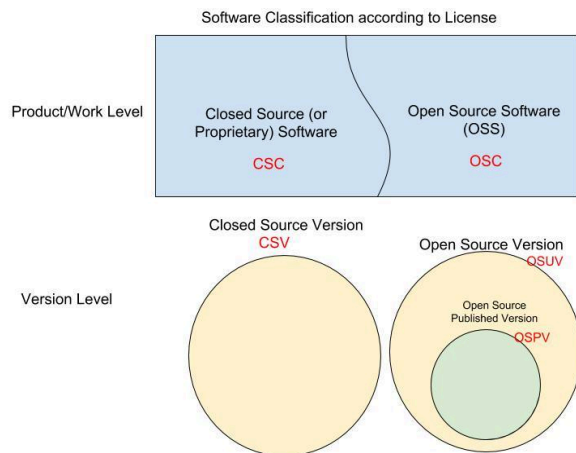 Software Classification according to License
Product/Work Level
Closed Source (or
Proprietary) Software
CSC
Open Source Software
(OSS)
OSC
Closed Source Version
CSV
Open Source Version
OSUV
Version Level
Open Source
Published Version
OSPV